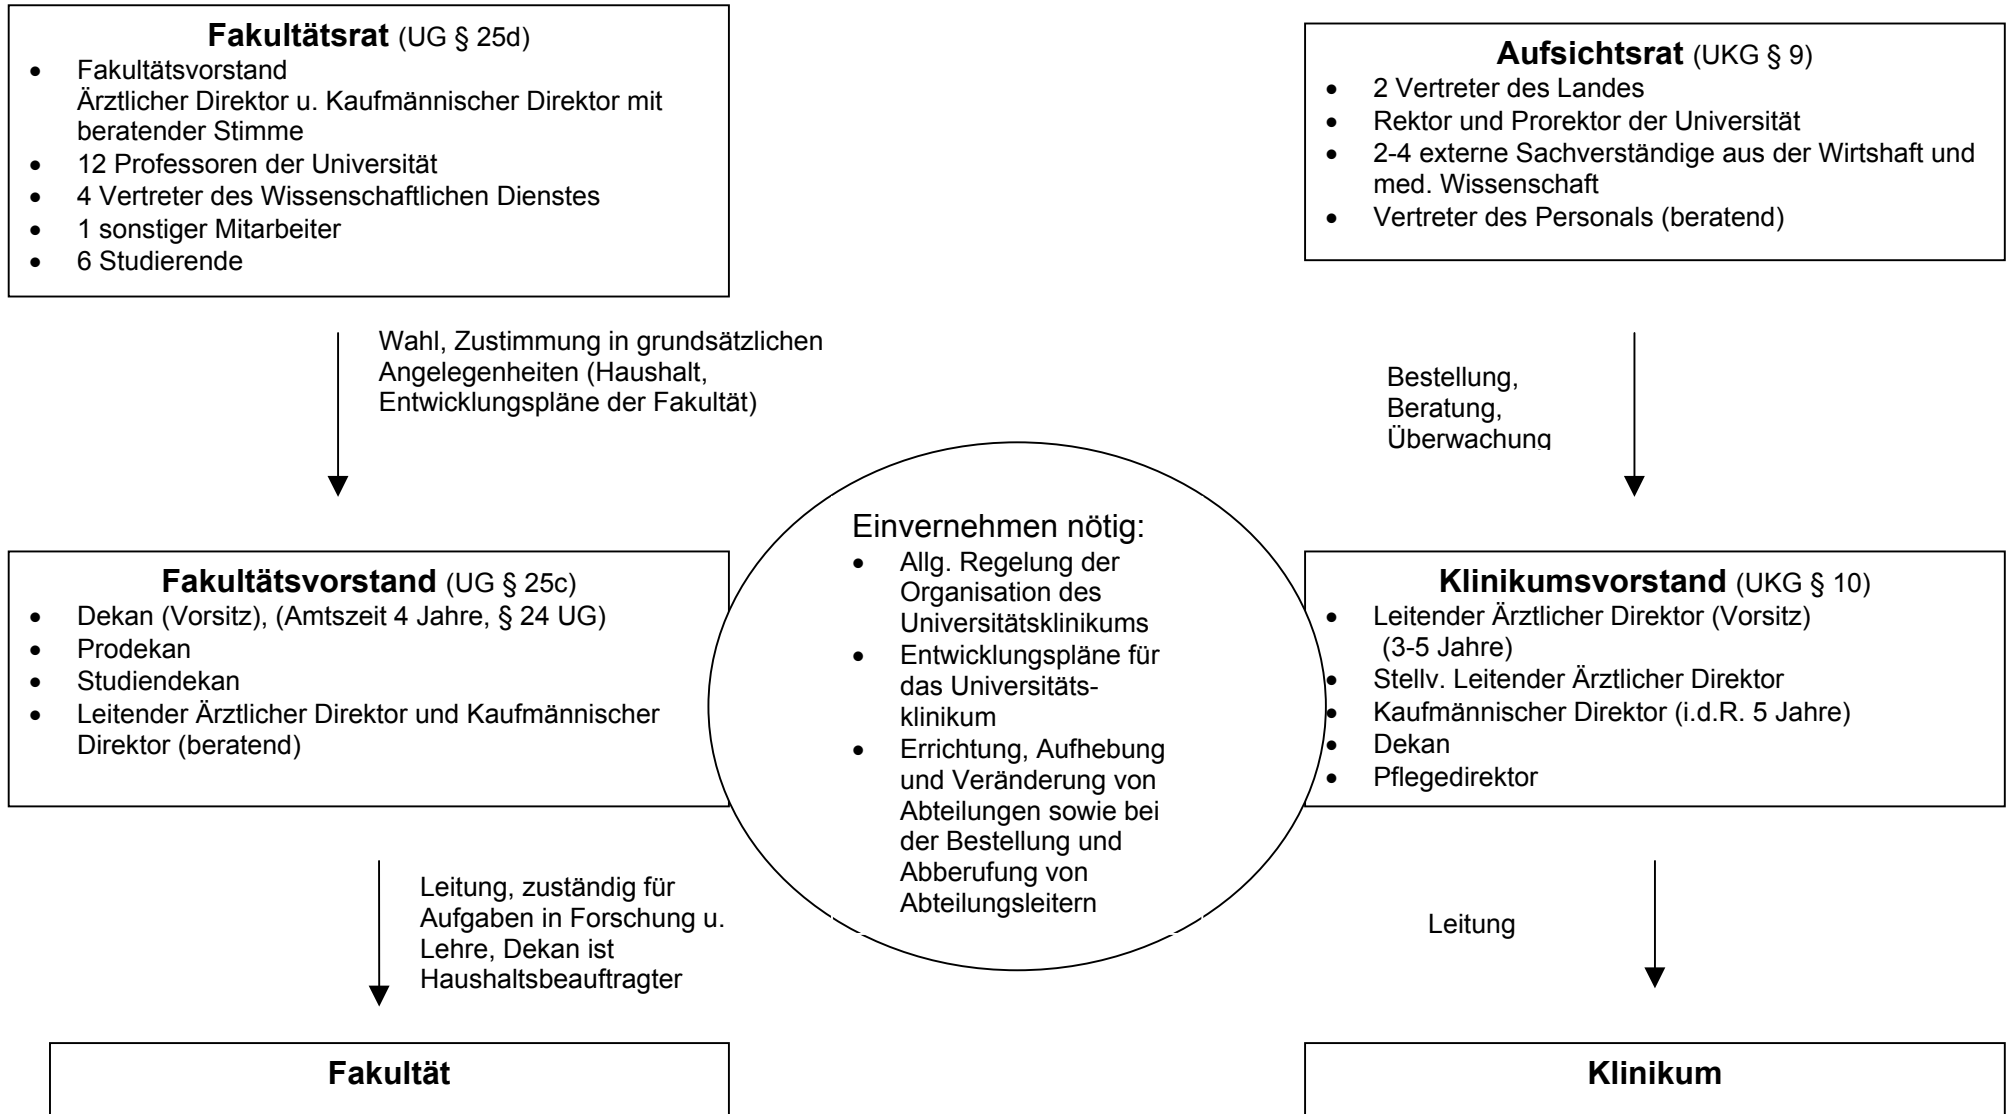 Fakultätsrat (UG § 25d)
• Fakultätsvorstand
Ärztlicher Direktor u. Kaufmännischer Direktor mit
beratender Stimme
• 12 Professoren der Universität
• 4 Vertreter des Wissenschaftlichen Dienstes
• 1 sonstiger Mitarbeiter
• 6 Studierende
Aufsichtsrat (UKG § 9)
• 2 Vertreter des Landes
• Rektor und Prorektor der Universität
• 2-4 externe Sachverständige aus der Wirtshaft und
med. Wissenschaft
• Vertreter des Personals (beratend)
Wahl, Zustimmung in grundsätzlichen
Angelegenheiten (Haushalt,
Entwicklungspläne der Fakultät)
Bestellung,
Beratung,
Überwachung
Fakultätsvorstand (UG § 25c)
• Dekan (Vorsitz), (Amtszeit 4 Jahre, § 24 UG)
• Prodekan
• Studiendekan
• Leitender Ärztlicher Direktor und Kaufmännischer
Direktor (beratend)
Einvernehmen nötig:
• Allg. Regelung der
Organisation des
Universitätsklinikums
• Entwicklungspläne für
das Universitäts-
klinikum
• Errichtung, Aufhebung
und Veränderung von
Abteilungen sowie bei
der Bestellung und
Abberufung von
Abteilungsleitern
Klinikumsvorstand (UKG § 10)
• Leitender Ärztlicher Direktor (Vorsitz)
(3-5 Jahre)
• Stellv. Leitender Ärztlicher Direktor
• Kaufmännischer Direktor (i.d.R. 5 Jahre)
• Dekan
• Pflegedirektor
Leitung, zuständig für
Aufgaben in Forschung u.
Lehre, Dekan ist
Haushaltsbeauftragter
Leitung
Fakultät
Klinikum